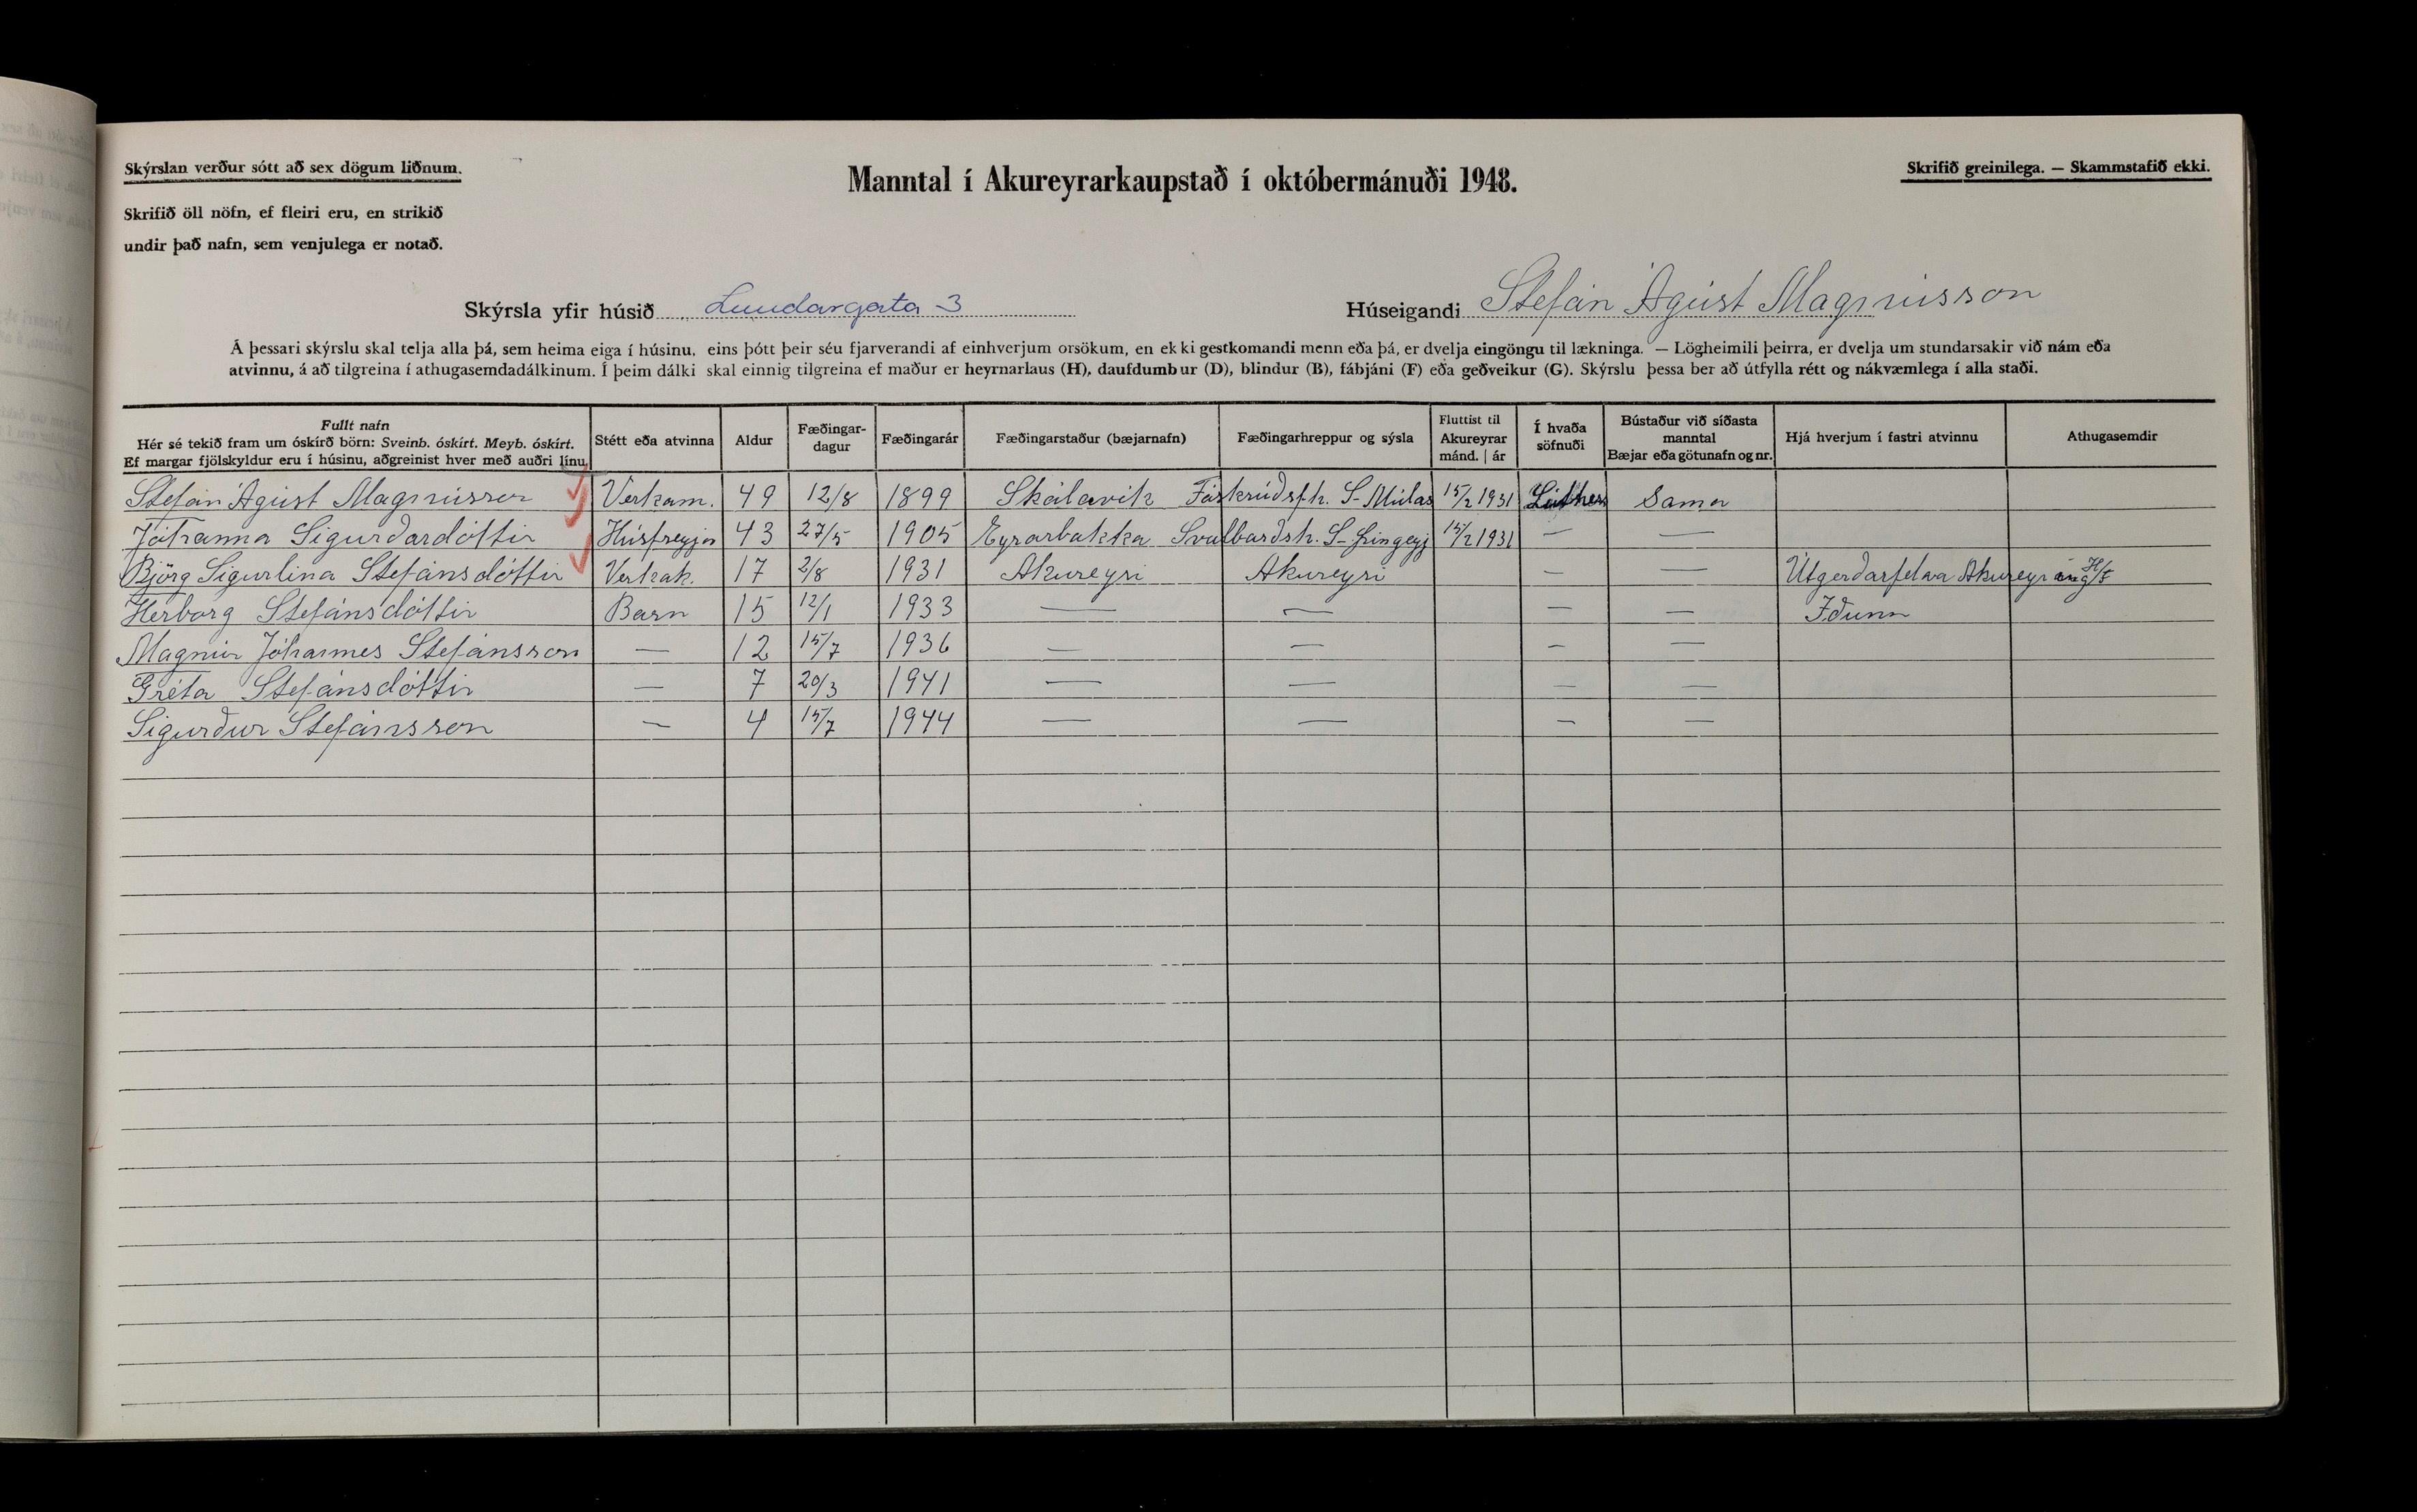 Skýrslan verður sótt að sex dögum liðnum.
Manntal í Akureyrarkaupstað í októbermánuði 1948.
Skrifið greinilega. — Skammstafið ekki.
Skrifið öll nöfn, ef fleiri eru, en strikið
undir það nafn, sem venjulega er notað.
Skýrsla yfir húsið Lundargata 3
Húseigandi Stefán Ágúst Magnússon
Á þessari skýrslu skal telja alla þá, sem heima eiga í húsinu, eins þótt þeir séu fjarverandi af einhverjum orsökum, en ekki gestkomandi menn eða þá, er dvelja eingöngu til lækninga. — Lögheimili þeirra, er dvelja um stundarsakir við nám eða
atvinnu, á að tilgreina í athugasemdadálkinum. Í þeim dálki skal einnig tilgreina ef maður er heyrnarlaus (H), daufdumbur (D), blindur (B), fábjáni (F) eða geðveikur (G). Skýrslu þessa ber að útfylla rétt og nákvæmlega í alla staði.
Fullt nafn
Hér sé tekið fram um óskírð börn: Sveinb. óskírt. Meyb. óskírt.
Ef margar fjölskyldur eru í húsinu, aðgreinist hver með auðri línu.
Stétt eða atvinna
Aldur
Fæðingar-
dagur
Fæðingarár
Fæðingarstaður (bæjarnafn)
Fæðingarhreppur og sýsla
Fluttist til
Akureyrar
mánd. | ár
Í hvaða
söfnuði
Bústaður við síðasta
manntal
Bæjar eða götunafn og nr.
Hjá hverjum í fastri atvinnu
Athugasemdir
Stefán Ágúst Magnússon Verkam. 49 12/8 1899 Skálavík Fáskrúðsfh. S-Múlas 15/2 1931 Lúthers Sama
Jóhanna Sigurðardóttir Húsfreyja 43 27/5 1905 Eyrarbakka Svalbarðsh. S-Þingeyj 15/2 1931 — —
Björg Sigurlína Stefánsdóttir Verkak. 17 2/8 1931 Akureyri Akureyri — — Útgerðarfelva Akureyringa H/f
Herborg Stefánsdóttir Barn 15 12/1 1933 — — — — Iðunn
Magnús Jóhannes Stefánsson — 12 15/7 1936 — — — —
Gréta Stefánsdóttir — 7 20/3 1941 — — — —
Sigurður Stefánsson — 4 15/7 1944 — — — —